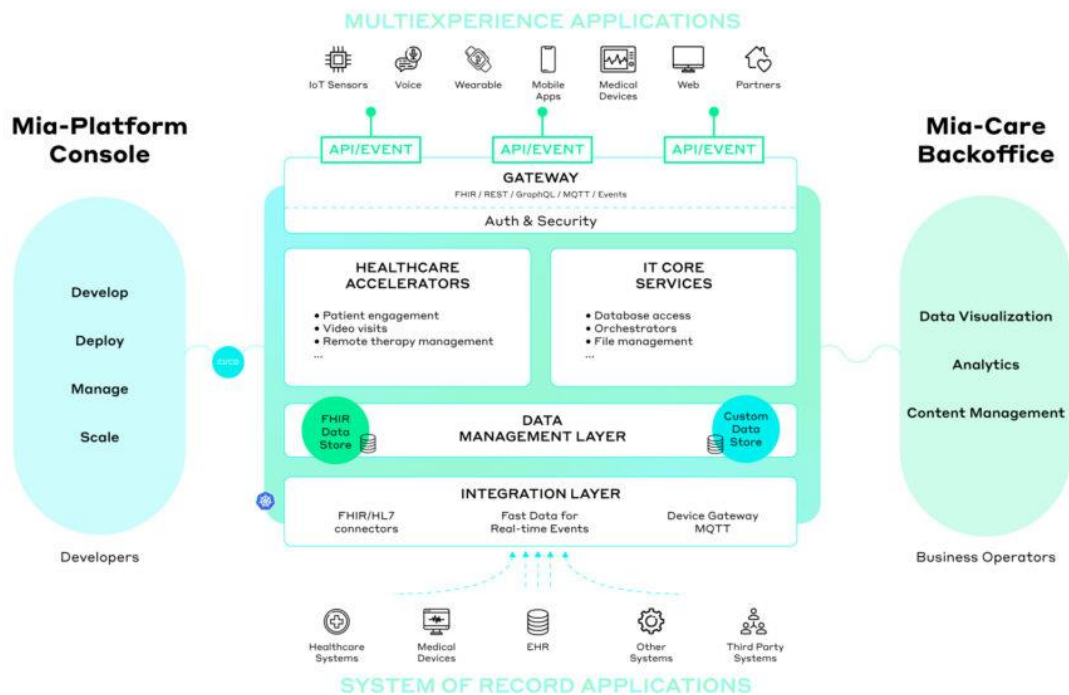 MULTIEXPERIENCE APPLICATIONS
IoT Sensors
Voice
Wearable
Mobile
Apps
Medical
Devices
Web
Partners
Mia-Platform
Console
Mia-Care
Backoffice
API/EVENT
API/EVENT
API/EVENT
GATEWAY
FHIR / REST / GraphQL / MQTT / Events
Auth & Security
Develop
Deploy
Manage
Scale
CI/CD
HEALTHCARE
ACCELERATORS
• Patient engagement
• Video visits
• Remote therapy management
...
IT CORE
SERVICES
• Database access
• Orchestrators
• File management
...
Data Visualization
Analytics
Content Management
FHIR
Data
Store
DATA
MANAGEMENT LAYER
Custom
Data
Store
INTEGRATION LAYER
FHIR/HL7
connectors
Fast Data for
Real-time Events
Device Gateway
MQTT
Developers
Business Operators
Healthcare
Systems
Medical
Devices
EHR
Other
Systems
Third Party
Systems
SYSTEM OF RECORD APPLICATIONS